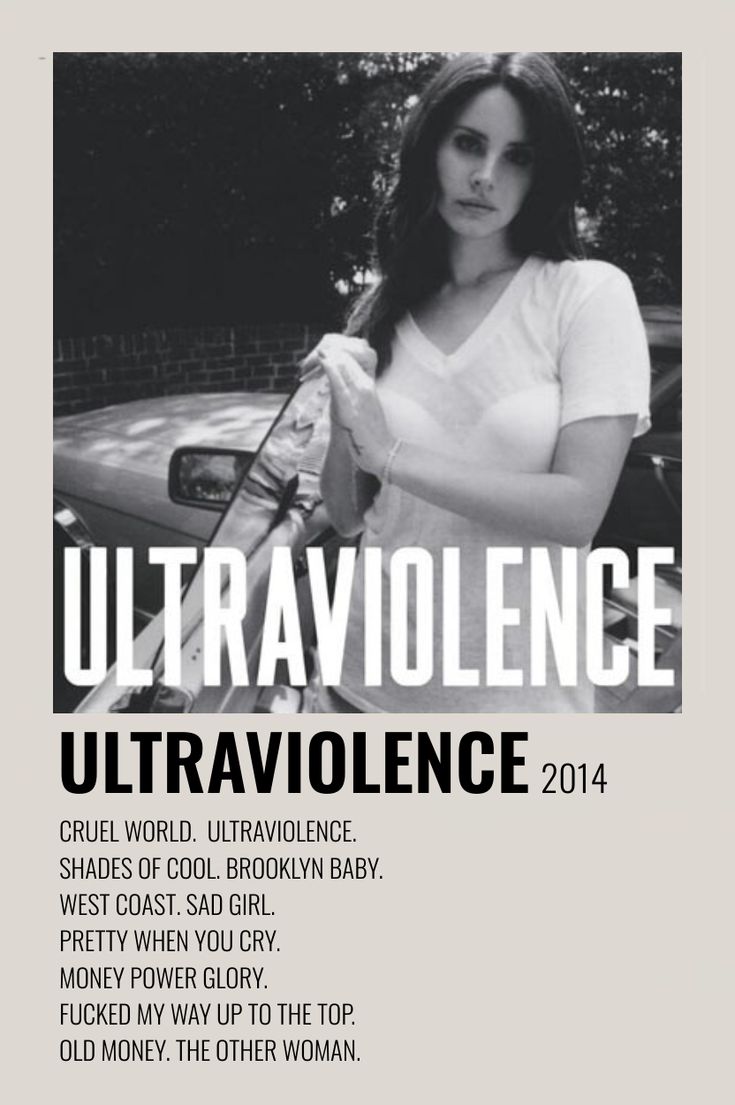 ULTRAVIOLENCE
ULTRAVIOLENCE 2014
CRUEL WORLD. ULTRAVIOLENCE.
SHADES OF COOL. BROOKLYN BABY.
WEST COAST. SAD GIRL.
PRETTY WHEN YOU CRY.
MONEY POWER GLORY.
FUCKED MY WAY UP TO THE TOP.
OLD MONEY. THE OTHER WOMAN.